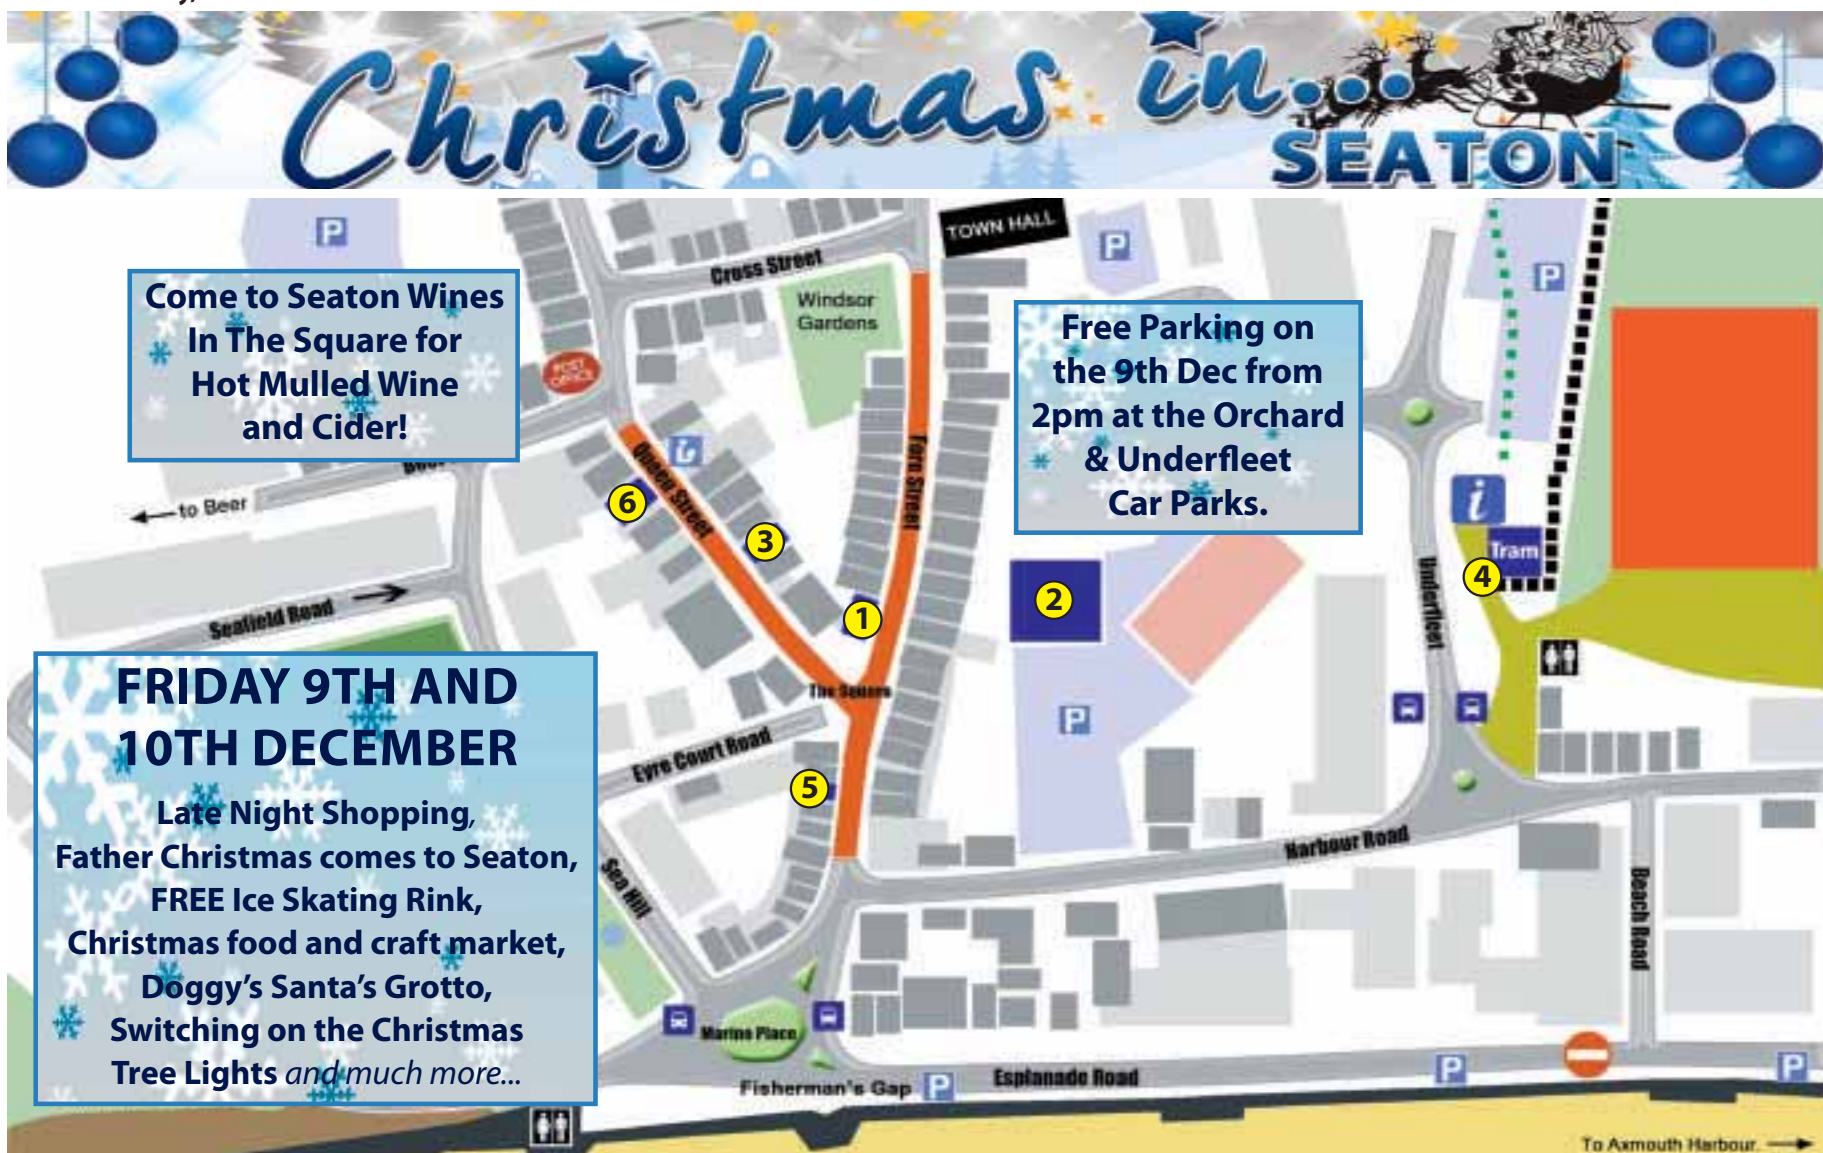 Christmas in...
SEATON
P
TOWN HALL
P
P
Cross Street
Windsor
Gardens
Come to Seaton Wines
In The Square for
Hot Mulled Wine
and Cider!
POST
OFFICE
Free Parking on
the 9th Dec from
2pm at the Orchard
& Underfleet
Car Parks.
to Beer
Queen Street
Fore Street
i
i
6
3
1
2
4
5
Tram
Underfleet
Seafield Road
The Square
P
Eyre Court Road
FRIDAY 9TH AND
10TH DECEMBER
Late Night Shopping,
Father Christmas comes to Seaton,
FREE Ice Skating Rink,
Christmas food and craft market,
Doggy's Santa's Grotto,
Switching on the Christmas
Tree Lights and much more...
Sea Hill
Harbour Road
Beach Road
Marine Place
Fisherman's Gap
P
Esplanade Road
P
P
To Axmouth Harbour.